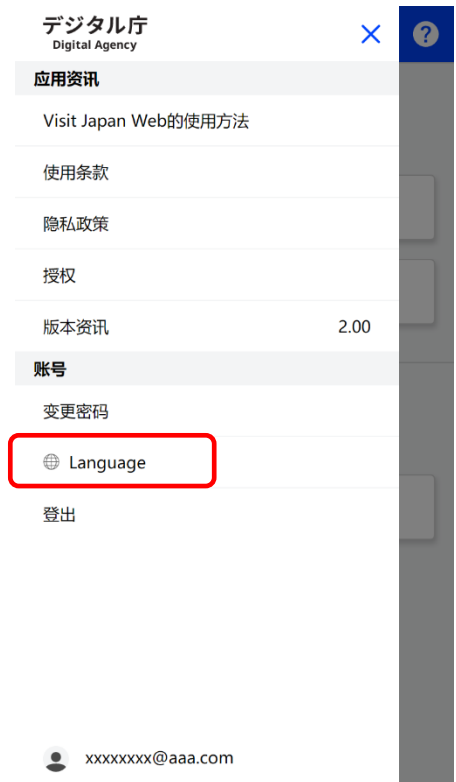 デジタル庁
Digital Agency
?
应用资讯
Visit Japan Web的使用方法
使用条款
隐私政策
授权
版本资讯 2.00
账号
变更密码
Language
登出
xxxxxxxx@aaa.com